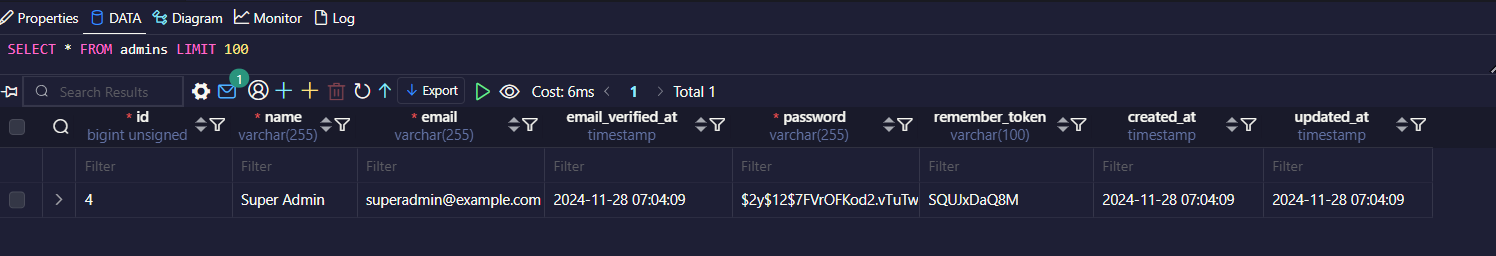 Properties DATA Diagram Monitor Log
SELECT * FROM admins LIMIT 100
1
Search Results Export Cost: 6ms 1 Total 1
* id * name * email email_verified_at * password remember_token created_at updated_at
bigint unsigned varchar(255) varchar(255) timestamp varchar(255) varchar(100) timestamp timestamp
Filter Filter Filter Filter Filter Filter Filter Filter
4 Super Admin superadmin@example.com 2024-11-28 07:04:09 $2y$12$7FVrOFKod2.vTuTw SQUJxDaQ8M 2024-11-28 07:04:09 2024-11-28 07:04:09